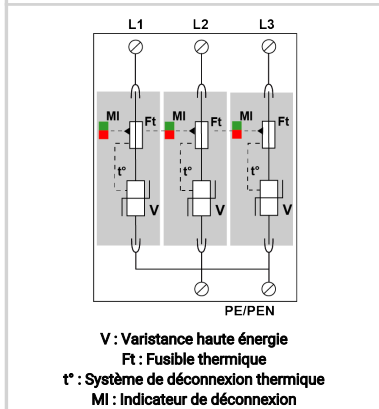 L1 L2 L3
MI Ft MI Ft MI Ft
t° t° t°
V V V
PE/PEN
V : Varistance haute énergie
Ft : Fusible thermique
t° : Système de déconnexion thermique
MI : Indicateur de déconnexion